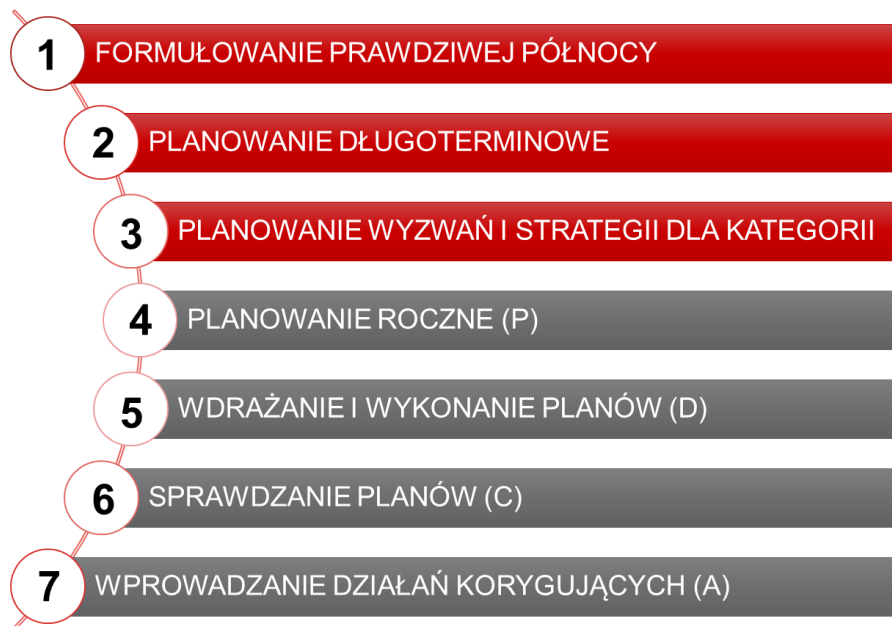 1 FORMUŁOWANIE PRAWDZIWEJ PÓŁNOCY
2 PLANOWANIE DŁUGOTERMINOWE
3 PLANOWANIE WYZWAŃ I STRATEGII DLA KATEGORII
4 PLANOWANIE ROCZNE (P)
5 WDRAŻANIE I WYKONANIE PLANÓW (D)
6 SPRAWDZANIE PLANÓW (C)
7 WPROWADZANIE DZIAŁAŃ KORYGUJĄCYCH (A)